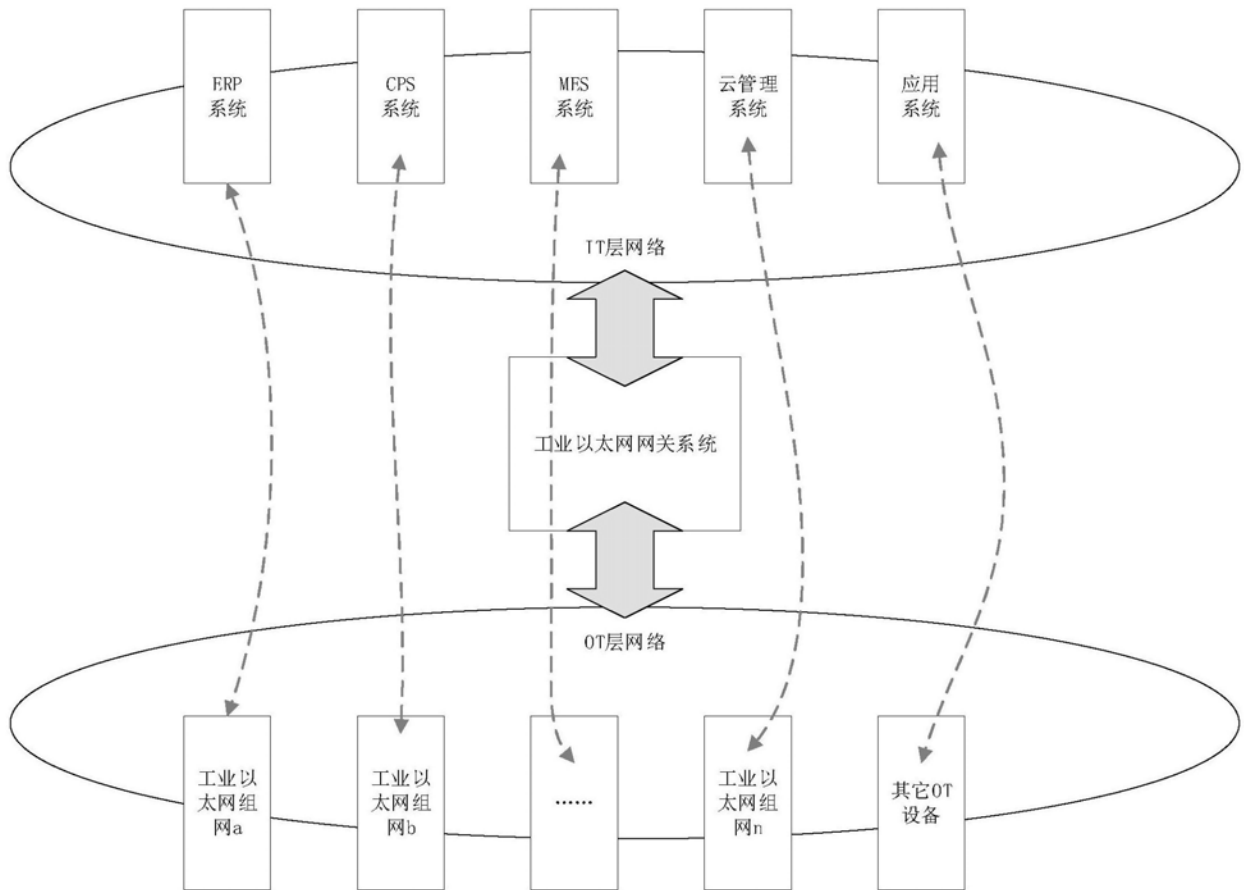 ERP
系统
CPS
系统
MES
系统
云管理
系统
应用
系统
IT层网络
工业以太网网关系统
OT层网络
工业以
太网组
网a
工业以
太网组
网b
……
工业以
太网组
网n
其它OT
设备